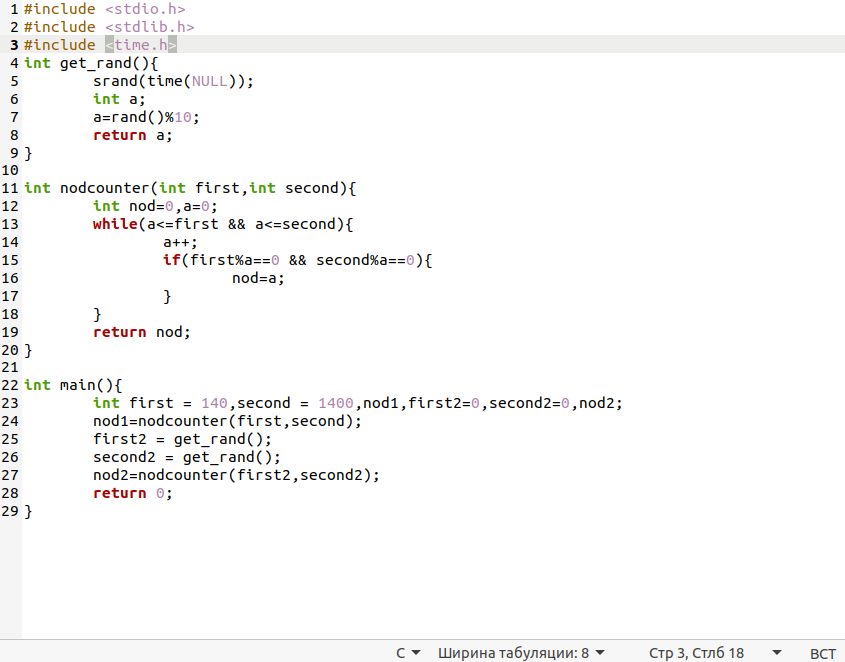 1 #include <stdio.h>
2 #include <stdlib.h>
3 #include <time.h>
4 int get_rand(){
5         srand(time(NULL));
6         int a;
7         a=rand()%10;
8         return a;
9 }
10
11 int nodcounter(int first,int second){
12         int nod=0,a=0;
13         while(a<=first && a<=second){
14                 a++;
15                 if(first%a==0 && second%a==0){
16                         nod=a;
17                 }
18         }
19         return nod;
20 }
21
22 int main(){
23         int first = 140,second = 1400,nod1,first2=0,second2=0,nod2;
24         nod1=nodcounter(first,second);
25         first2 = get_rand();
26         second2 = get_rand();
27         nod2=nodcounter(first2,second2);
28         return 0;
29 }
C Ширина табуляции: 8 Стр 3, Стлб 18 ВСТ